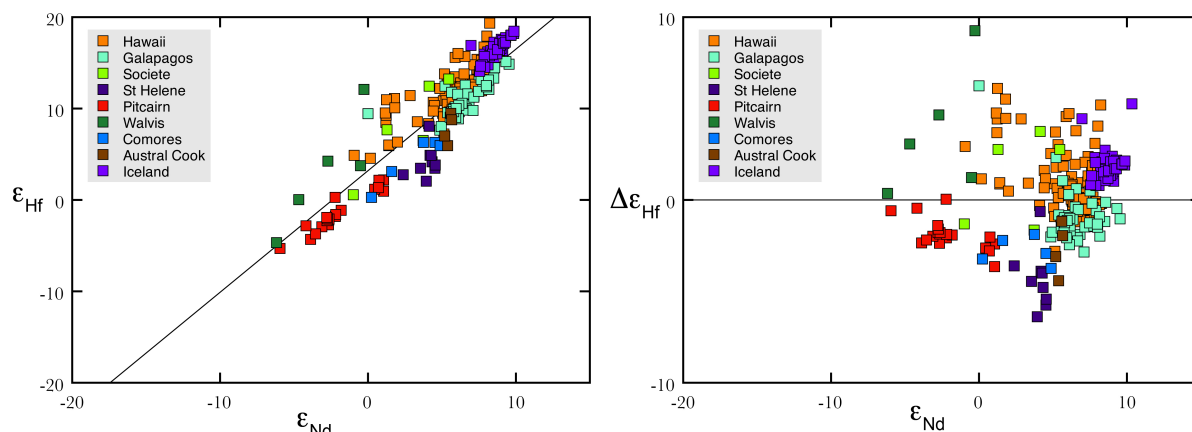 20
10
0
-10
-20
εHf
Hawaii
Galapagos
Societe
St Helene
Pitcairn
Walvis
Comores
Austral Cook
Iceland
-20 -10 0 10
εNd
10
0
-10
ΔεHf
Hawaii
Galapagos
Societe
St Helene
Pitcairn
Walvis
Comores
Austral Cook
Iceland
-20 -10 0 10
εNd